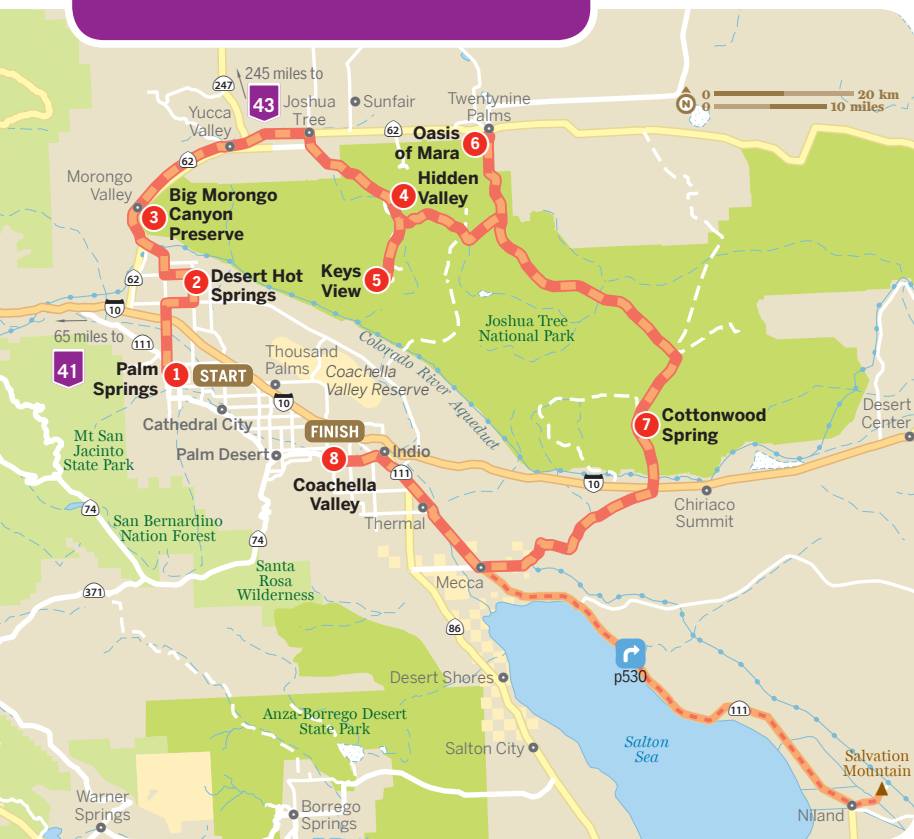 245 miles to
43
247
Joshua
Tree
Sunfair
Twentynine
Palms
N
0 20 km
0 10 miles
Yucca
Valley
62
Oasis
of Mara
6
62
Morongo
Valley
4
Hidden
Valley
3
Big Morongo
Canyon
Preserve
2
Desert Hot
Springs
Keys
View
5
62
10
65 miles to
41
111
Joshua Tree
National Park
Colorado River Aqueduct
Palm
Springs
1
START
Thousand
Palms
Coachella
Valley Reserve
10
Cathedral City
Desert
Center
7
Cottonwood
Spring
FINISH
Mt San
Jacinto
State Park
Palm Desert
8
Indio
111
Coachella
Valley
10
Chiriaco
Summit
74
San Bernardino
Nation Forest
Thermal
74
Santa
Rosa
Wilderness
371
Mecca
86
p530
Desert Shores
111
Anza-Borrego Desert
State Park
Salton City
Salton
Sea
Salvation
Mountain
Warner
Springs
Borrego
Springs
Niland